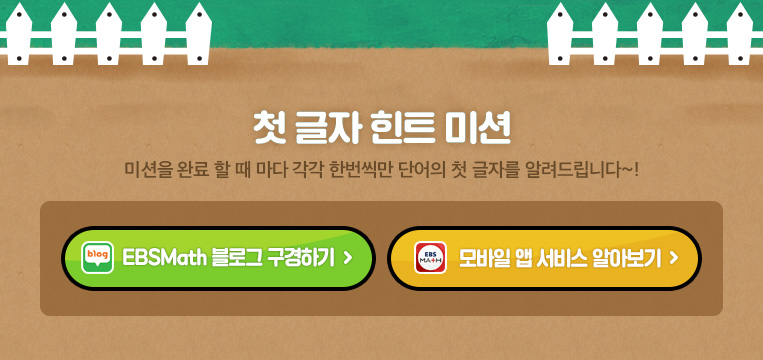 첫 글자 힌트 미션
미션을 완료 할 때 마다 각각 한번씩만 단어의 첫 글자를 알려드립니다~!
blog EBSMath 블로그 구경하기 >
EBS MATH 모바일 앱 서비스 알아보기 >